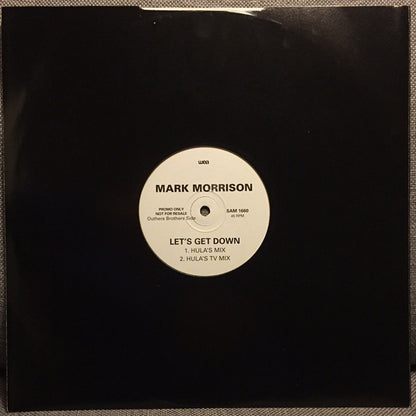 wea
MARK MORRISON
PROMO ONLY
NOT FOR RESALE
Outhere Brothers Side
SAM 1660
45 RPM
LET'S GET DOWN
1. HULA'S MIX
2. HULA'S TV MIX